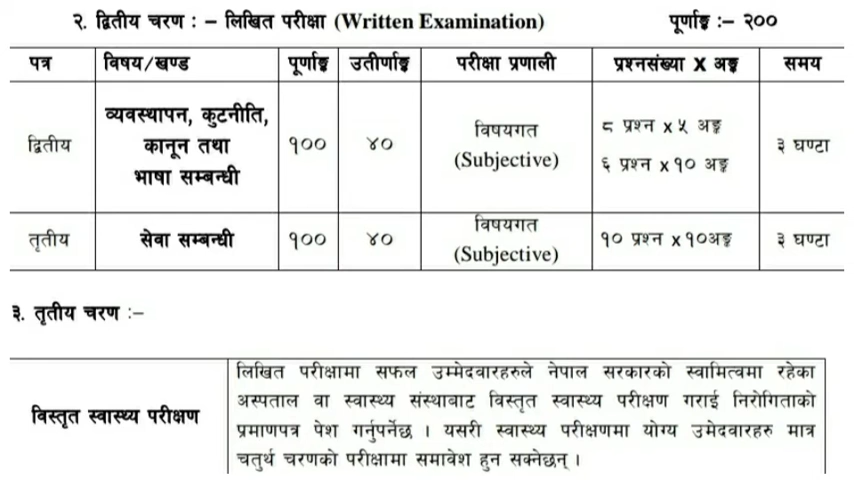 २. द्वितीय चरण : – लिखित परीक्षा (Written Examination) पूर्णाङ्क :– २००
पत्र विषय/खण्ड पूर्णाङ्क उतीर्णाङ्क परीक्षा प्रणाली प्रश्नसंख्या X अङ्क समय
द्वितीय व्यवस्थापन, कुटनीति, कानून तथा भाषा सम्बन्धी १०० ४० विषयगत (Subjective) ८ प्रश्न x ५ अङ्क ६ प्रश्न x १० अङ्क ३ घण्टा
तृतीय सेवा सम्बन्धी १०० ४० विषयगत (Subjective) १० प्रश्न x १०अङ्क ३ घण्टा
३. तृतीय चरण :–
विस्तृत स्वास्थ्य परीक्षण
लिखित परीक्षामा सफल उम्मेदवारहरुले नेपाल सरकारको स्वामित्वमा रहेका
अस्पताल वा स्वास्थ्य संस्थाबाट विस्तृत स्वास्थ्य परीक्षण गराई निरोगिताको
प्रमाणपत्र पेश गर्नुपर्नेछ । यसरी स्वास्थ्य परीक्षणमा योग्य उमेदवारहरु मात्र
चतुर्थ चरणको परीक्षामा समावेश हुन सक्नेछन् ।